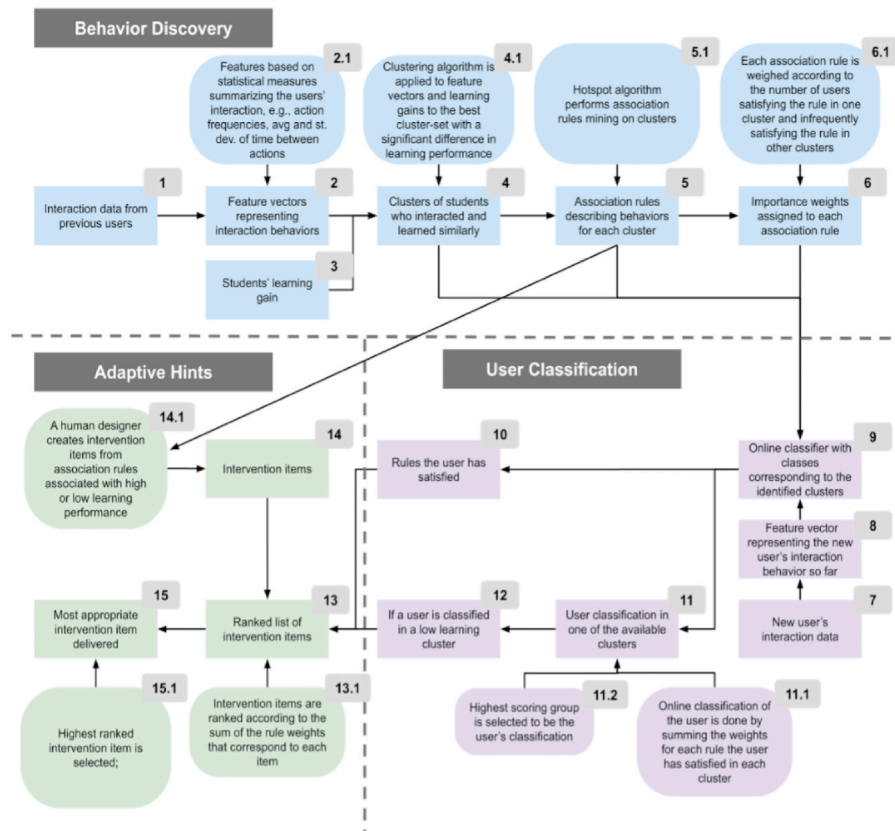 Behavior Discovery
2.1
Features based on
statistical measures
summarizing the users'
interaction, e.g., action
frequencies, avg and st.
dev. of time between
actions
4.1
Clustering algorithm is
applied to feature
vectors and learning
gains to the best
cluster-set with a
significant difference in
learning performance
5.1
Hotspot algorithm
performs association
rules mining on clusters
6.1
Each association rule is
weighed according to
the number of users
satisfying the rule in one
cluster and infrequently
satisfying the rule in
other clusters
1
Interaction data from
previous users
2
Feature vectors
representing
interaction behaviors
4
Clusters of students
who interacted and
learned similarly
5
Association rules
describing behaviors
for each cluster
6
Importance weights
assigned to each
association rule
3
Students' learning
gain
Adaptive Hints
User Classification
14.1
A human designer
creates intervention
items from
association rules
associated with high
or low learning
performance
14
Intervention items
10
Rules the user has
satisfied
9
Online classifier with
classes
corresponding to the
identified clusters
8
Feature vector
representing the new
user's interaction
behavior so far
15
Most appropriate
intervention item
delivered
13
Ranked list of
intervention items
12
If a user is classified
in a low learning
cluster
11
User classification in
one of the available
clusters
7
New user's
interaction data
15.1
Highest ranked
intervention item is
selected;
13.1
Intervention items are
ranked according to the
sum of the rule weights
that correspond to each
item
11.2
Highest scoring group
is selected to be the
user's classification
11.1
Online classification of
the user is done by
summing the weights
for each rule the user
has satisfied in each
cluster